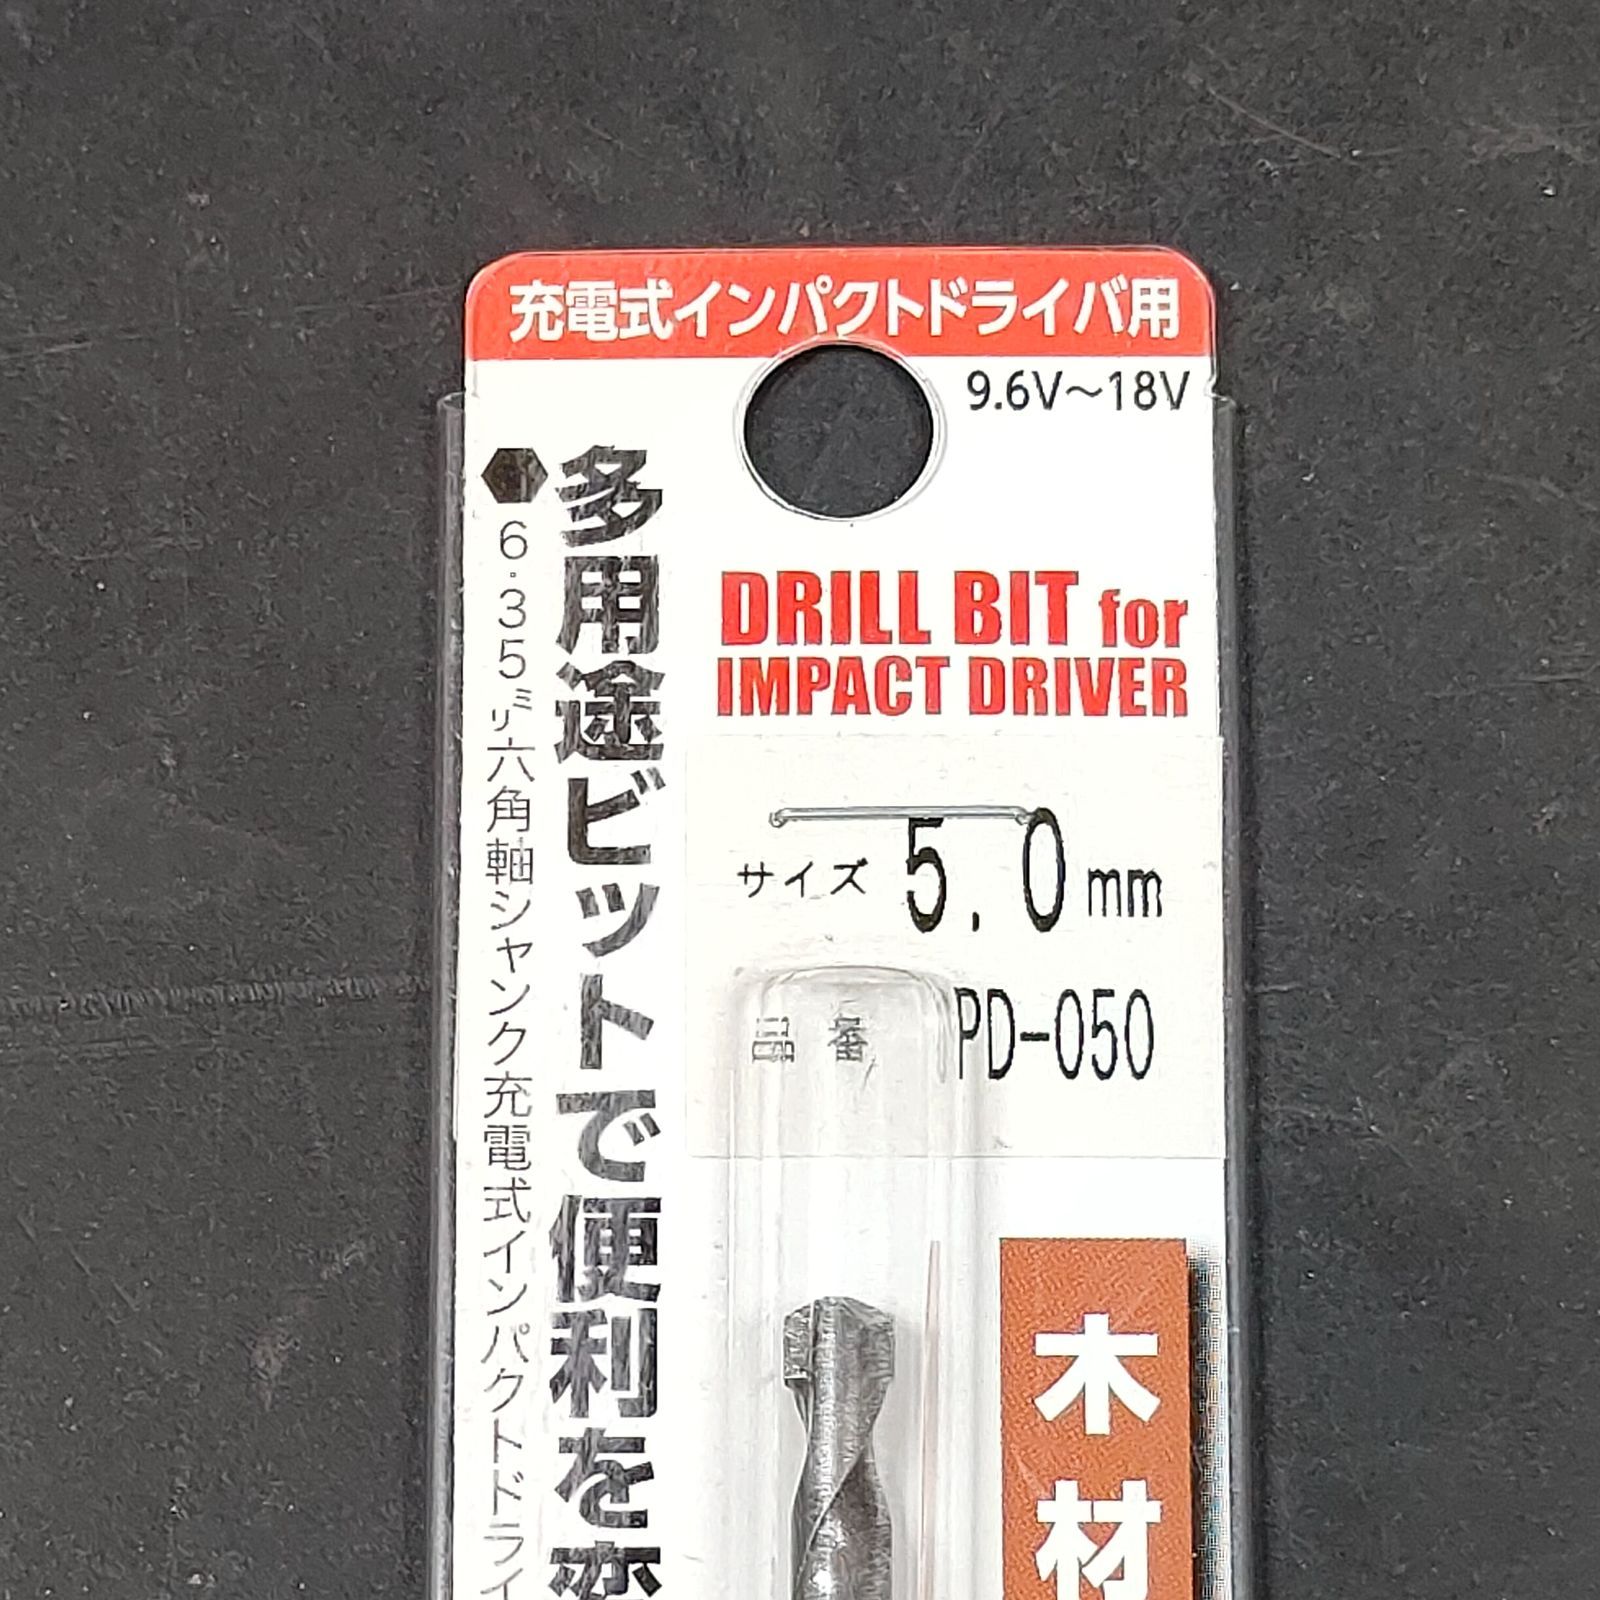 充電式インパクトドライバ用
9.6V～18V
多用途ビットで便利を
⬣6.35㍉六角軸シャンク充電式インパクトドライ
DRILL BIT for
IMPACT DRIVER
サイズ 5.0mm
品番 PD-050
木材